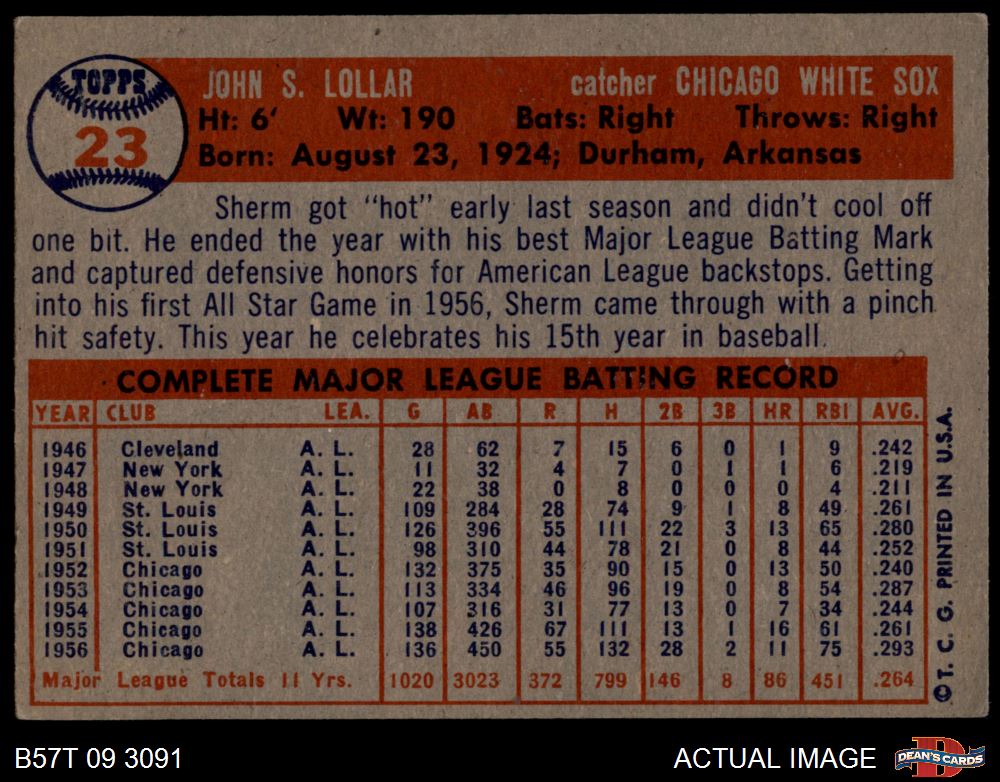 TOPPS
23
JOHN S. LOLLAR catcher CHICAGO WHITE SOX
Ht: 6' Wt: 190 Bats: Right Throws: Right
Born: August 23, 1924; Durham, Arkansas
Sherm got "hot" early last season and didn't cool off
one bit. He ended the year with his best Major League Batting Mark
and captured defensive honors for American League backstops. Getting
into his first All Star Game in 1956, Sherm came through with a pinch
hit safety. This year he celebrates his 15th year in baseball.
COMPLETE MAJOR LEAGUE BATTING RECORD
YEAR CLUB LEA. G AB R H 2B 3B HR RBI AVG.
1946 Cleveland A. L. 28 62 7 15 6 0 1 9 .242
1947 New York A. L. 11 32 4 7 0 1 1 6 .219
1948 New York A. L. 22 38 0 8 0 0 0 4 .211
1949 St. Louis A. L. 109 284 28 74 9 1 8 49 .261
1950 St. Louis A. L. 126 396 55 111 22 3 13 65 .280
1951 St. Louis A. L. 98 310 44 78 21 0 8 44 .252
1952 Chicago A. L. 132 375 35 90 15 0 13 50 .240
1953 Chicago A. L. 113 334 46 96 19 0 8 54 .287
1954 Chicago A. L. 107 316 31 77 13 0 7 34 .244
1955 Chicago A. L. 138 426 67 111 13 1 16 61 .261
1956 Chicago A. L. 136 450 55 132 28 2 11 75 .293
Major League Totals 11 Yrs. 1020 3023 372 799 146 8 86 451 .264
©T. C. G. PRINTED IN U.S.A.
B57T 09 3091 ACTUAL IMAGE DEAN'S CARDS